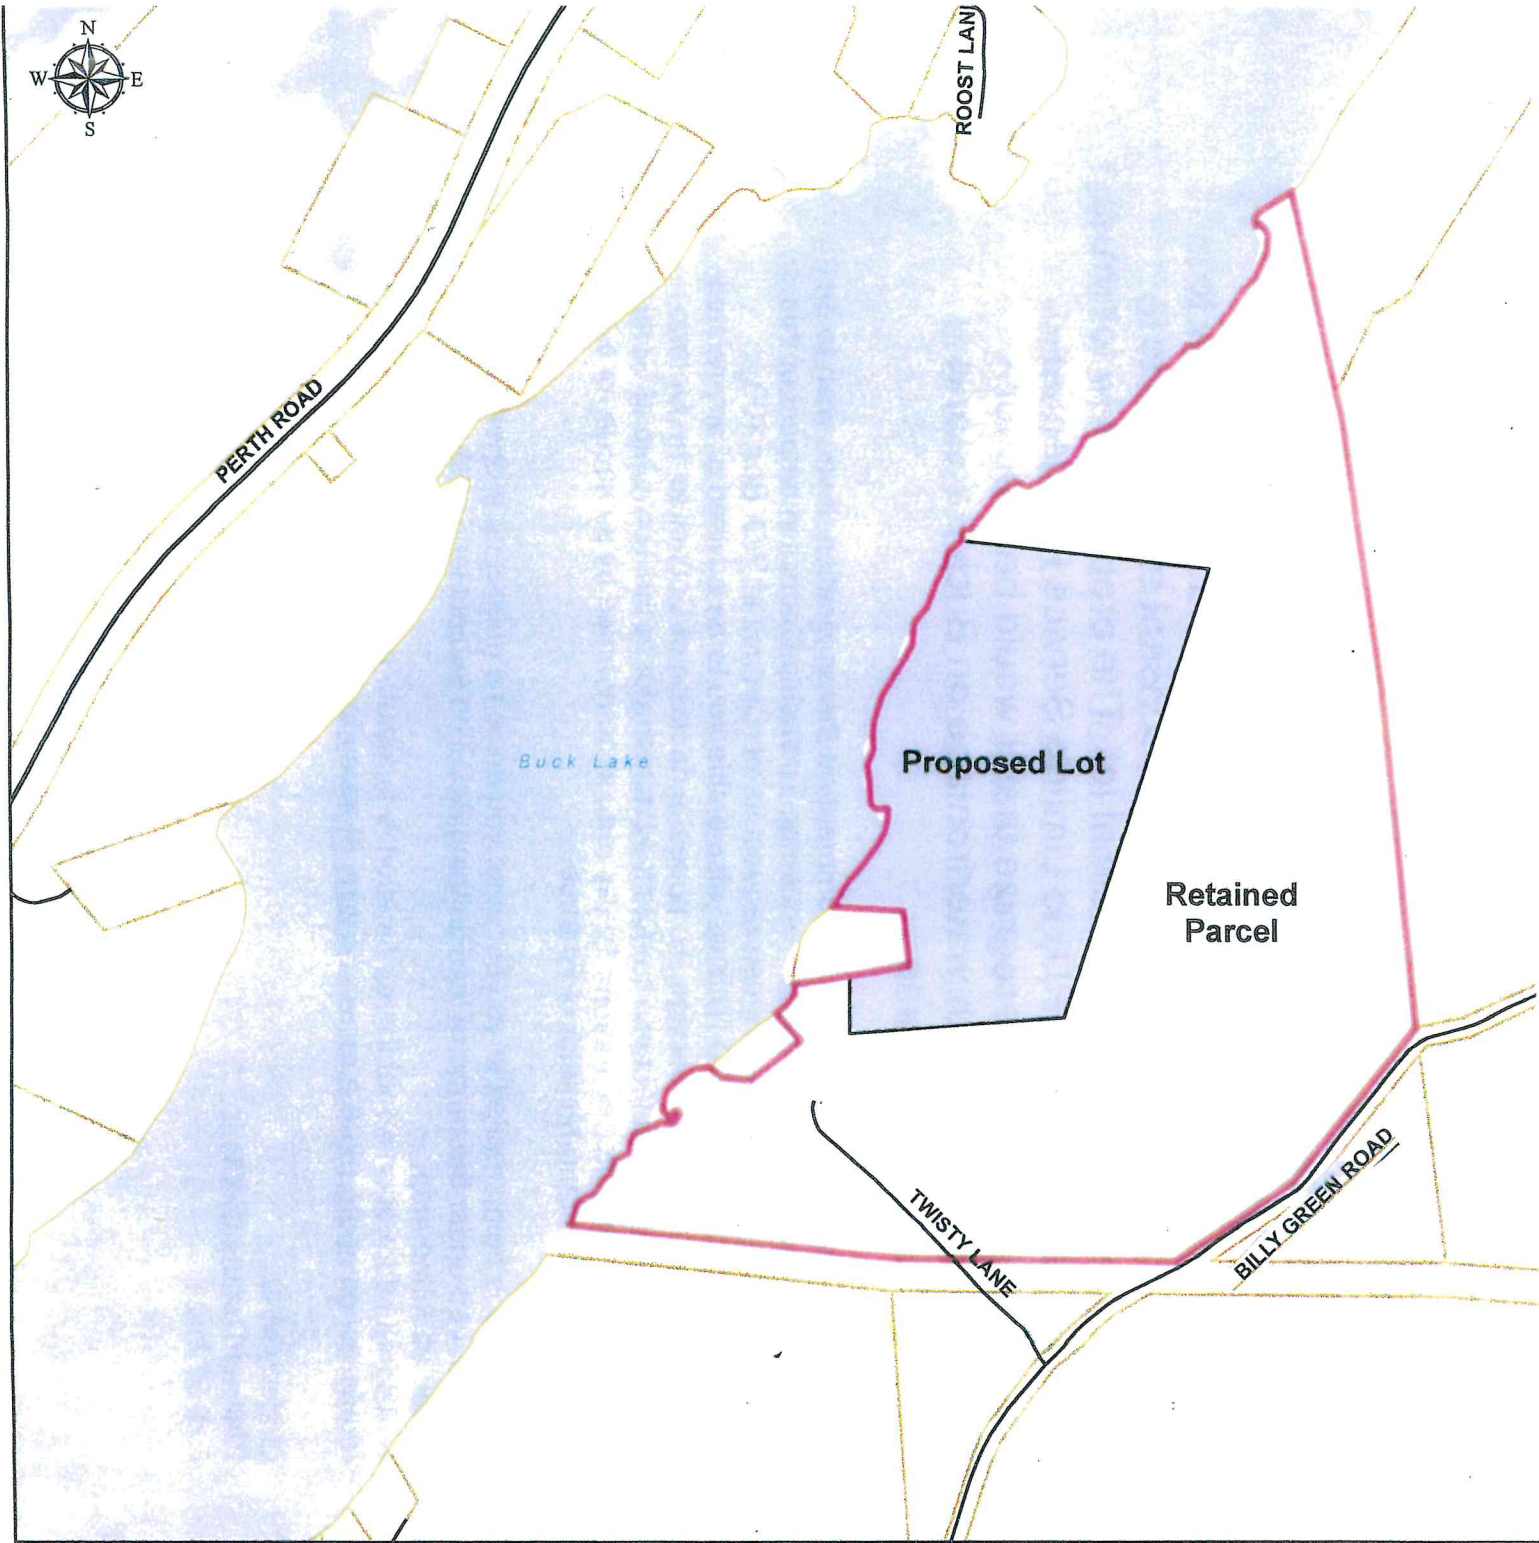 N
W E
S
ROOST LAN
PERTH ROAD
Buck Lake
Proposed Lot
Retained
Parcel
TWISTY LANE
BILLY GREEN ROAD